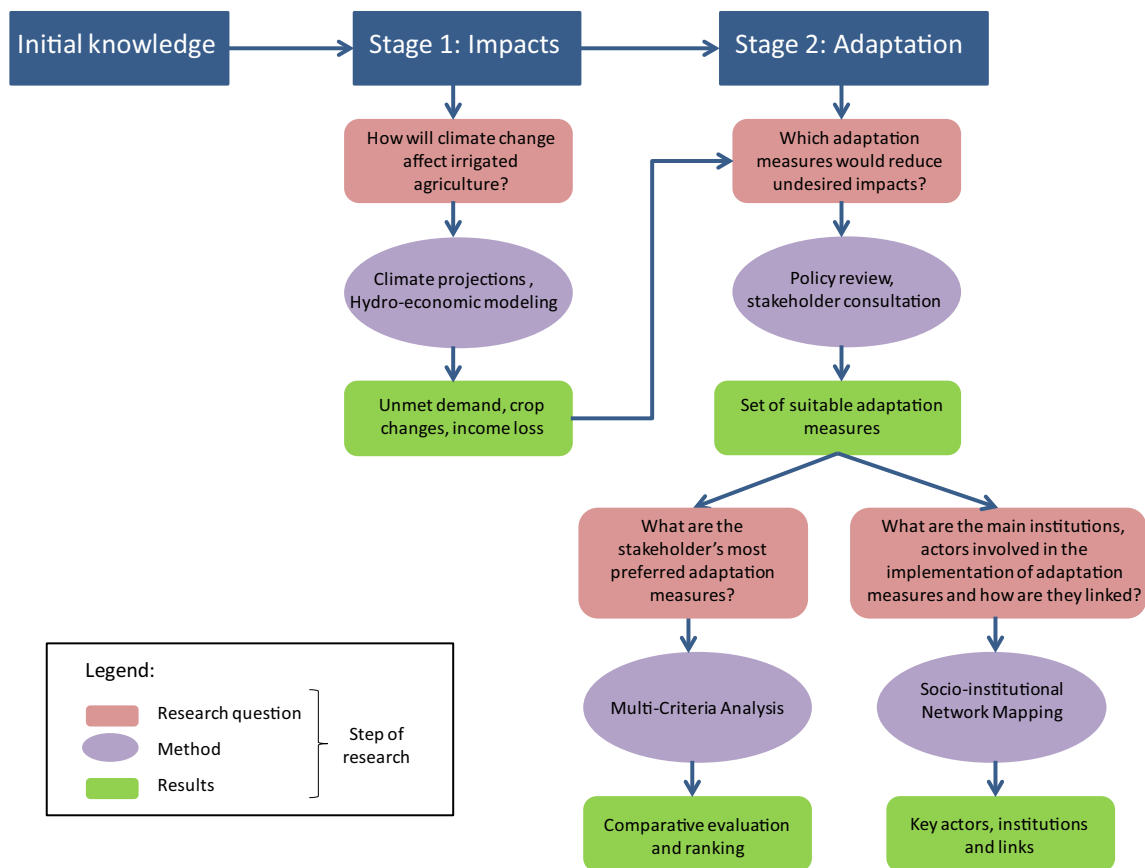 Initial knowledge
Stage 1: Impacts
Stage 2: Adaptation
How will climate change
affect irrigated
agriculture?
Which adaptation
measures would reduce
undesired impacts?
Climate projections ,
Hydro-economic modeling
Policy review,
stakeholder consultation
Unmet demand, crop
changes, income loss
Set of suitable adaptation
measures
What are the
stakeholder’s most
preferred adaptation
measures?
What are the main institutions,
actors involved in the
implementation of adaptation
measures and how are they linked?
Multi-Criteria Analysis
Socio-institutional
Network Mapping
Comparative evaluation
and ranking
Key actors, institutions
and links
Legend:
Research question
Method
Results
Step of
research